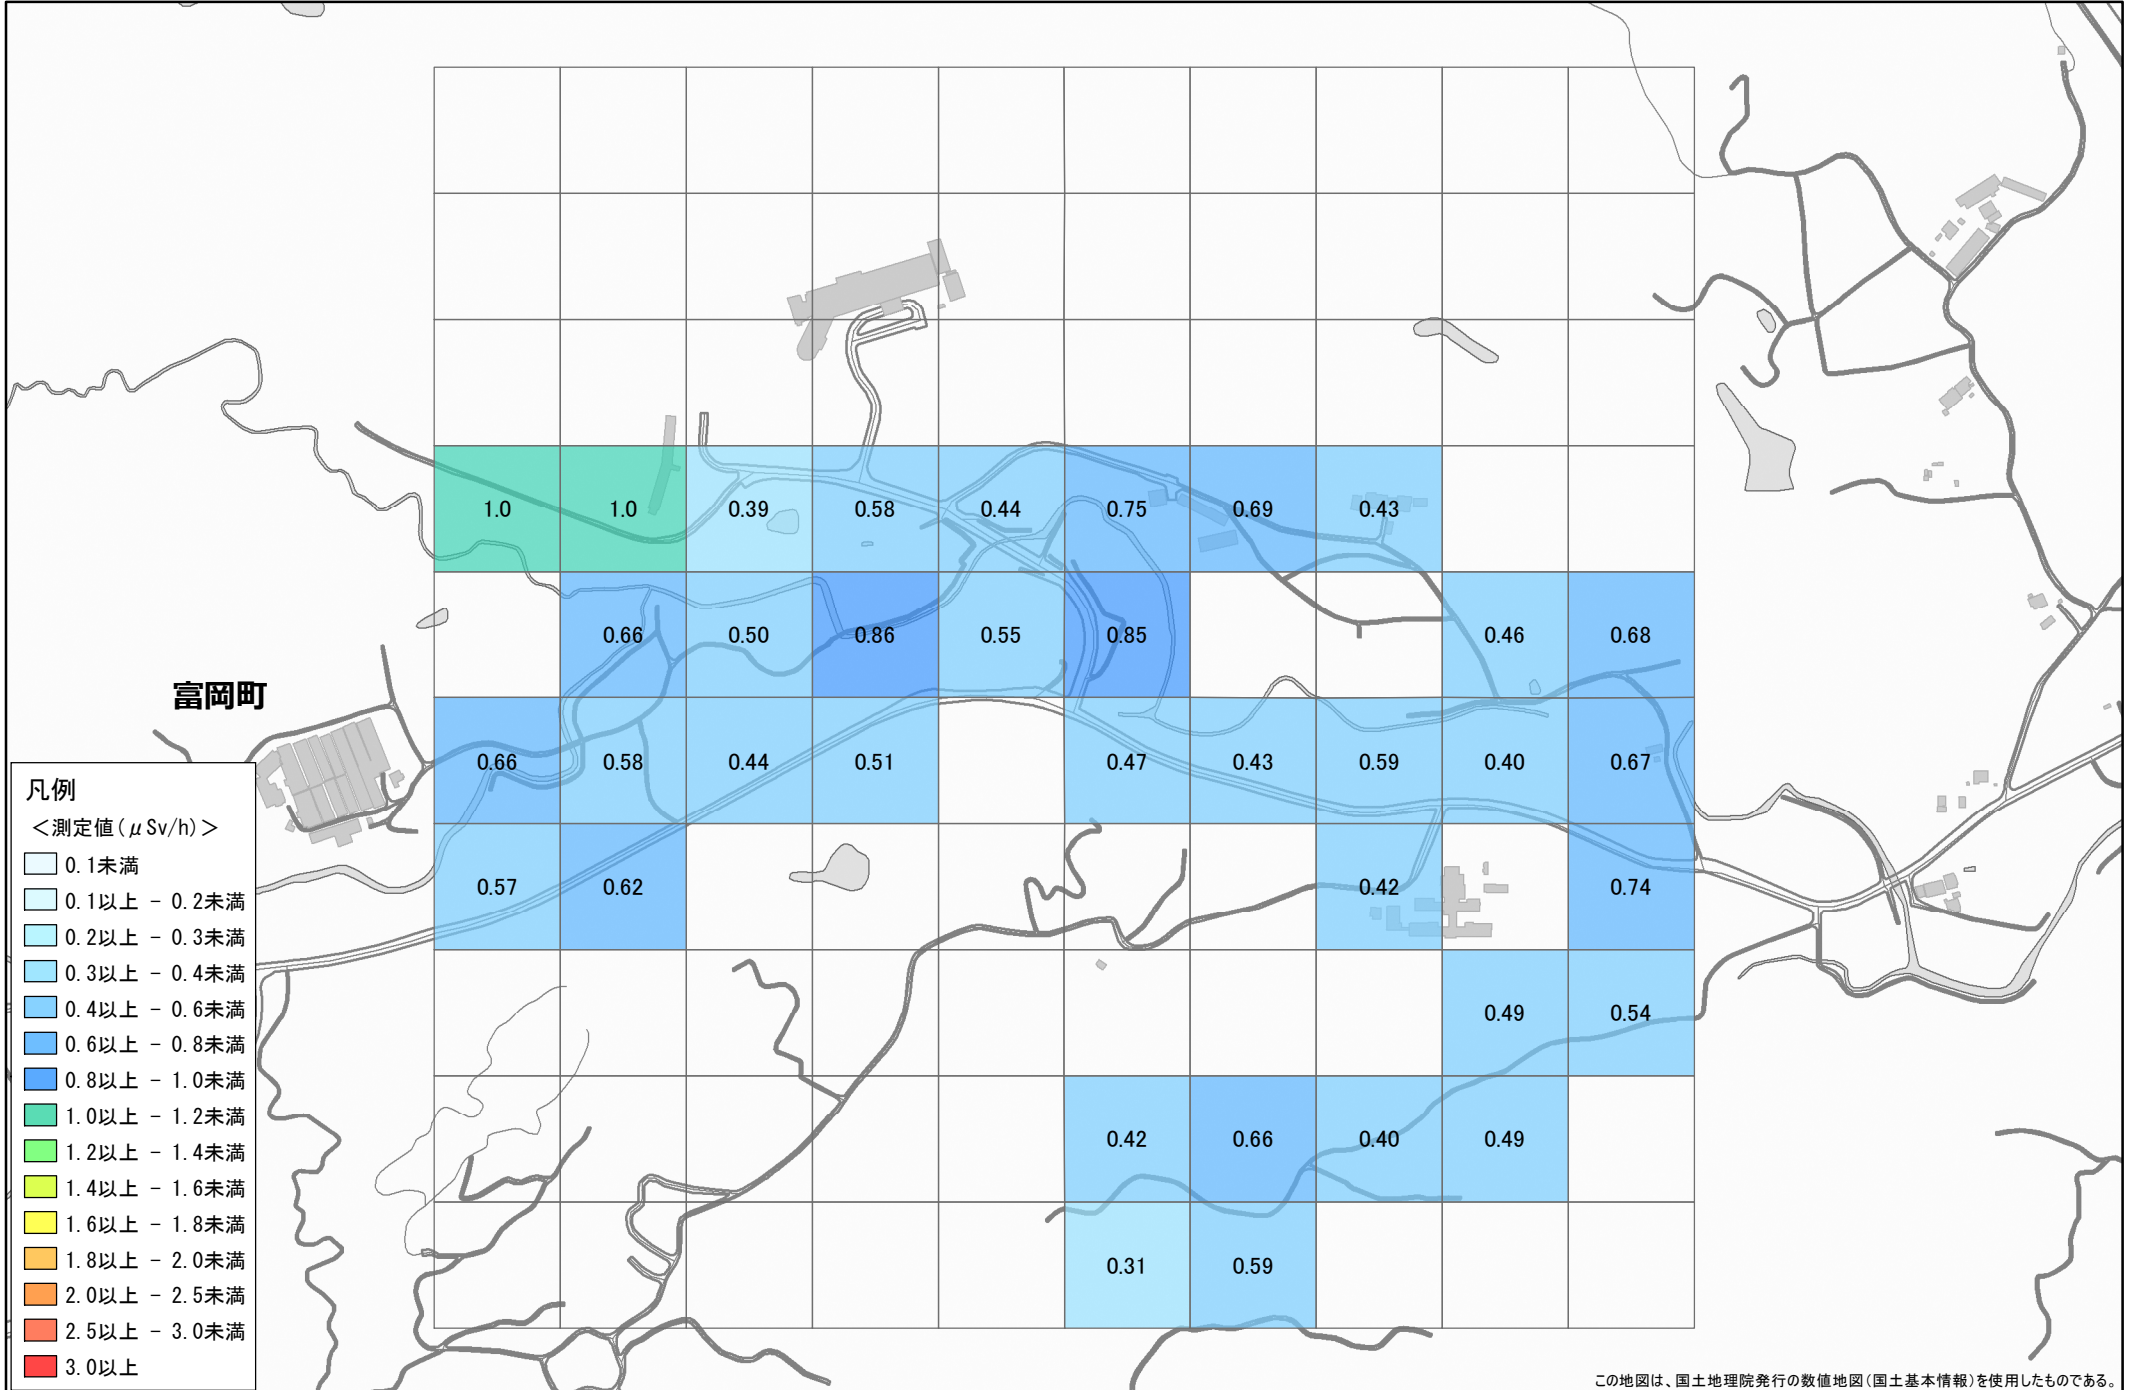 1.0 1.0 0.39 0.58 0.44 0.75 0.69 0.43
0.66 0.50 0.86 0.55 0.85 0.46 0.68
富岡町
0.66 0.58 0.44 0.51 0.47 0.43 0.59 0.40 0.67
0.57 0.62 0.42 0.74
0.49 0.54
0.42 0.66 0.40 0.49
0.31 0.59
凡例
＜測定値(μSv/h)＞
0.1未満
0.1以上 － 0.2未満
0.2以上 － 0.3未満
0.3以上 － 0.4未満
0.4以上 － 0.6未満
0.6以上 － 0.8未満
0.8以上 － 1.0未満
1.0以上 － 1.2未満
1.2以上 － 1.4未満
1.4以上 － 1.6未満
1.6以上 － 1.8未満
1.8以上 － 2.0未満
2.0以上 － 2.5未満
2.5以上 － 3.0未満
3.0以上
この地図は、国土地理院発行の数値地図(国土基本情報)を使用したものである。